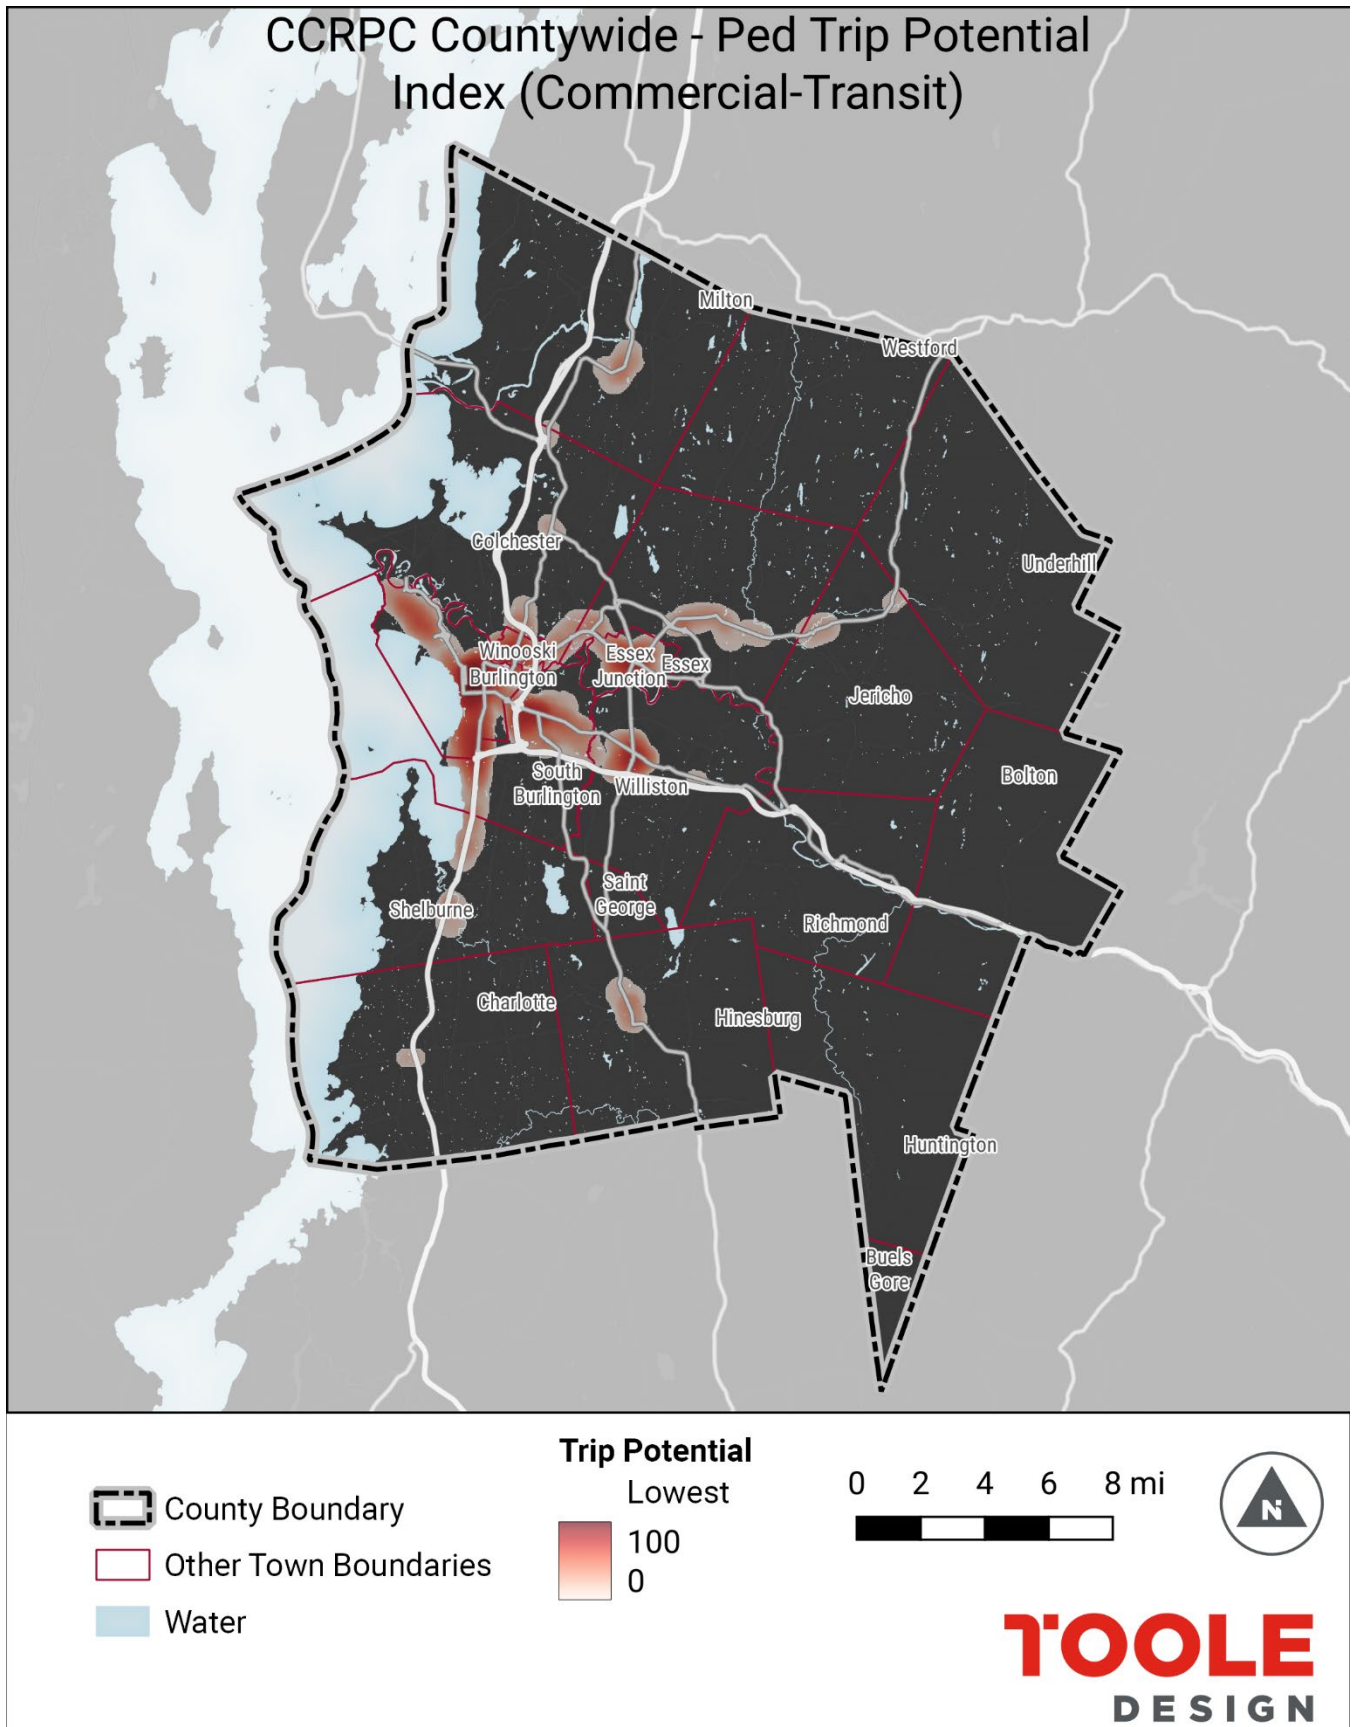 CCRPC Countywide - Ped Trip Potential
Index (Commercial-Transit)
Milton
Westford
Colchester
Underhill
Winooski
Burlington
Essex
Junction
Essex
Jericho
Bolton
South
Burlington
Williston
Saint
George
Shelburne
Richmond
Charlotte
Hinesburg
Huntington
Buels
Gore
County Boundary
Other Town Boundaries
Water
Trip Potential
Lowest
100
0
0 2 4 6 8 mi
N
TOOLE
DESIGN